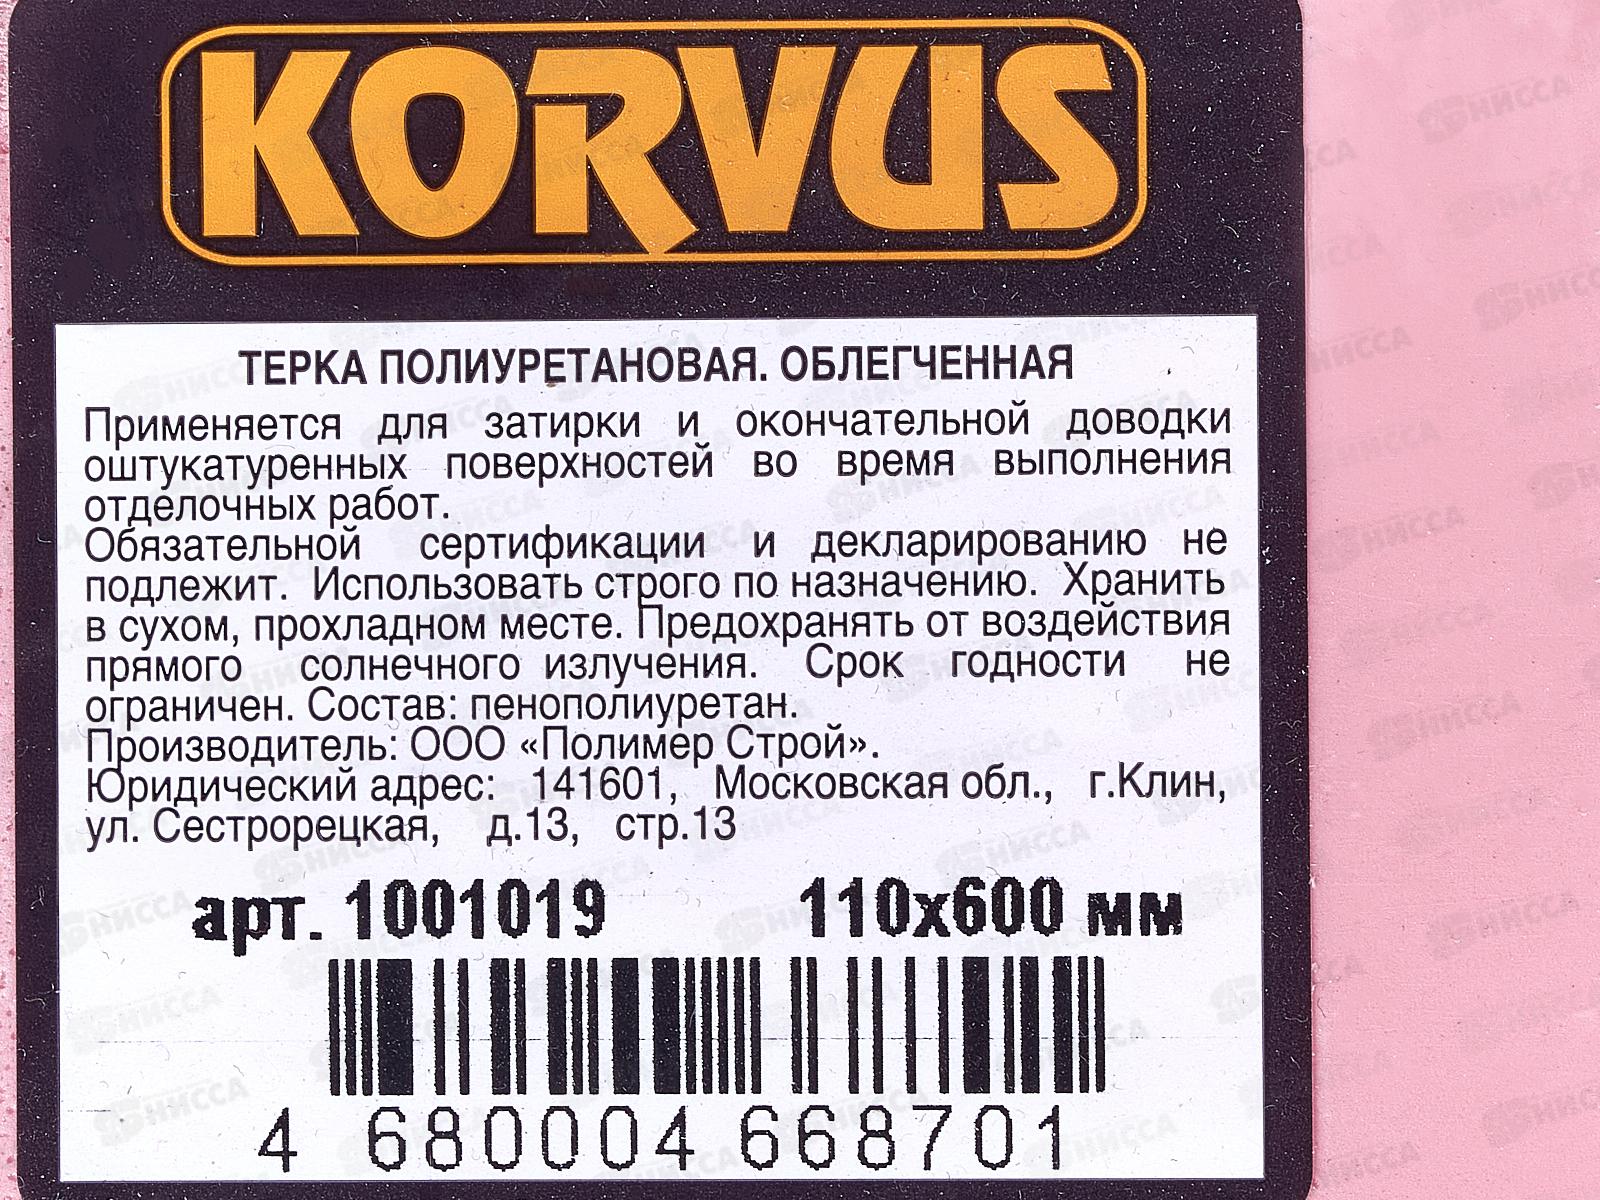 KORVUS
ТЕРКА ПОЛИУРЕТАНОВАЯ. ОБЛЕГЧЕННАЯ
Применяется для затирки и окончательной доводки
оштукатуренных поверхностей во время выполнения
отделочных работ.
Обязательной сертификации и декларированию не
подлежит. Использовать строго по назначению. Хранить
в сухом, прохладном месте. Предохранять от воздействия
прямого солнечного излучения. Срок годности не
ограничен. Состав: пенополиуретан.
Производитель: ООО «Полимер Строй».
Юридический адрес: 141601, Московская обл., г.Клин,
ул. Сестрорецкая, д.13, стр.13
арт. 1001019 110х600 мм
4 680004 668701
НИССА